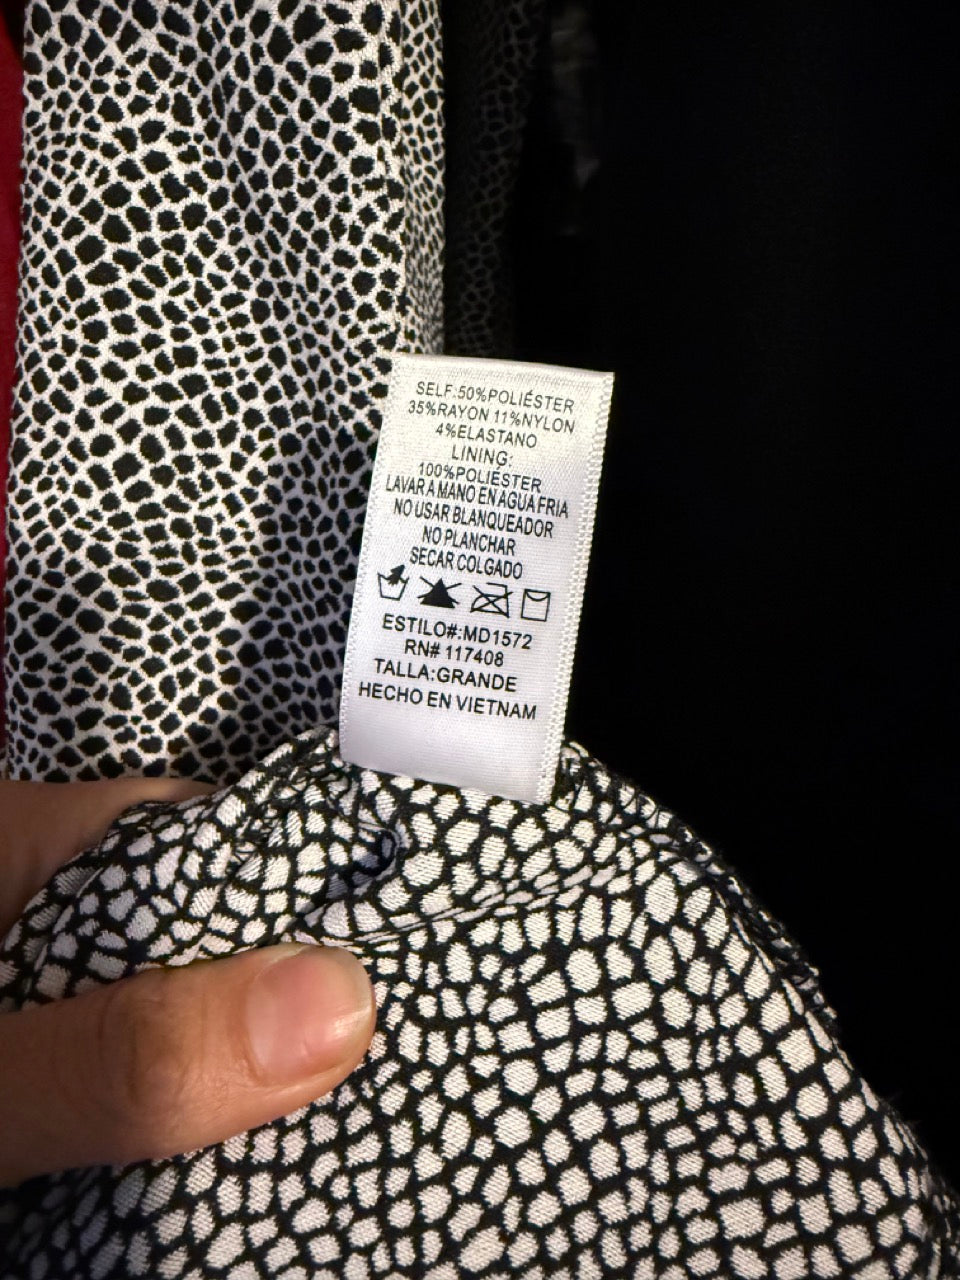 SELF:50%POLIÉSTER
35%RAYON 11%NYLON
4%ELASTANO
LINING:
100%POLIÉSTER
LAVAR A MANO EN AGUA FRIA
NO USAR BLANQUEADOR
NO PLANCHAR
SECAR COLGADO
ESTILO#:MD1572
RN# 117408
TALLA:GRANDE
HECHO EN VIETNAM